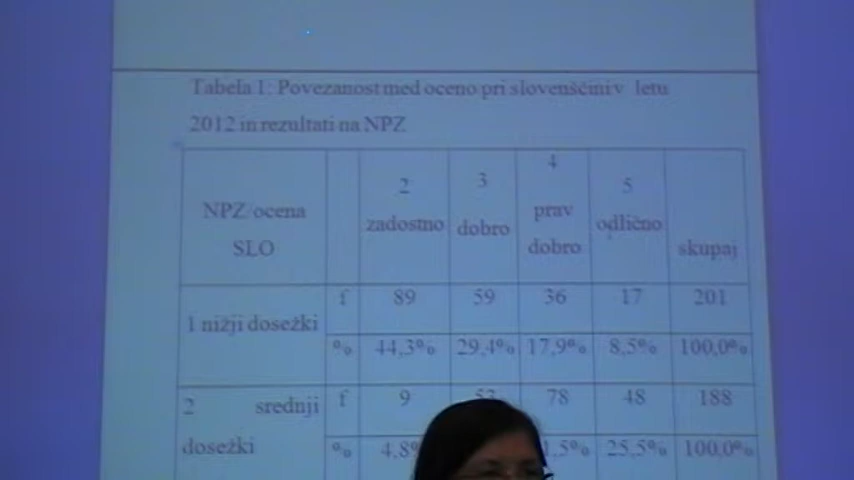 Tabela 1: Povezanost med oceno pri slovenščini v letu
2012 in rezultati na NPZ
NPZ/ocena SLO 2 zadostno 3 dobro 4 prav dobro 5 odlično skupaj
1 nižji dosežki f 89 59 36 17 201
% 44,3% 29,4% 17,9% 8,5% 100,0%
2 srednji dosežki f 9 78 48 188
% 25,5% 100,0%